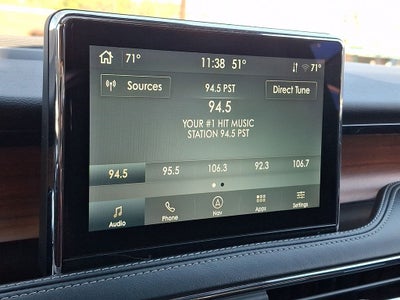 71° 11:38 51° 71°
Sources 94.5 PST Direct Tune
94.5
YOUR #1 HIT MUSIC
STATION 94.5 PST
94.5 95.5 106.3 92.3 106.7
Audio Phone Nav Apps Settings